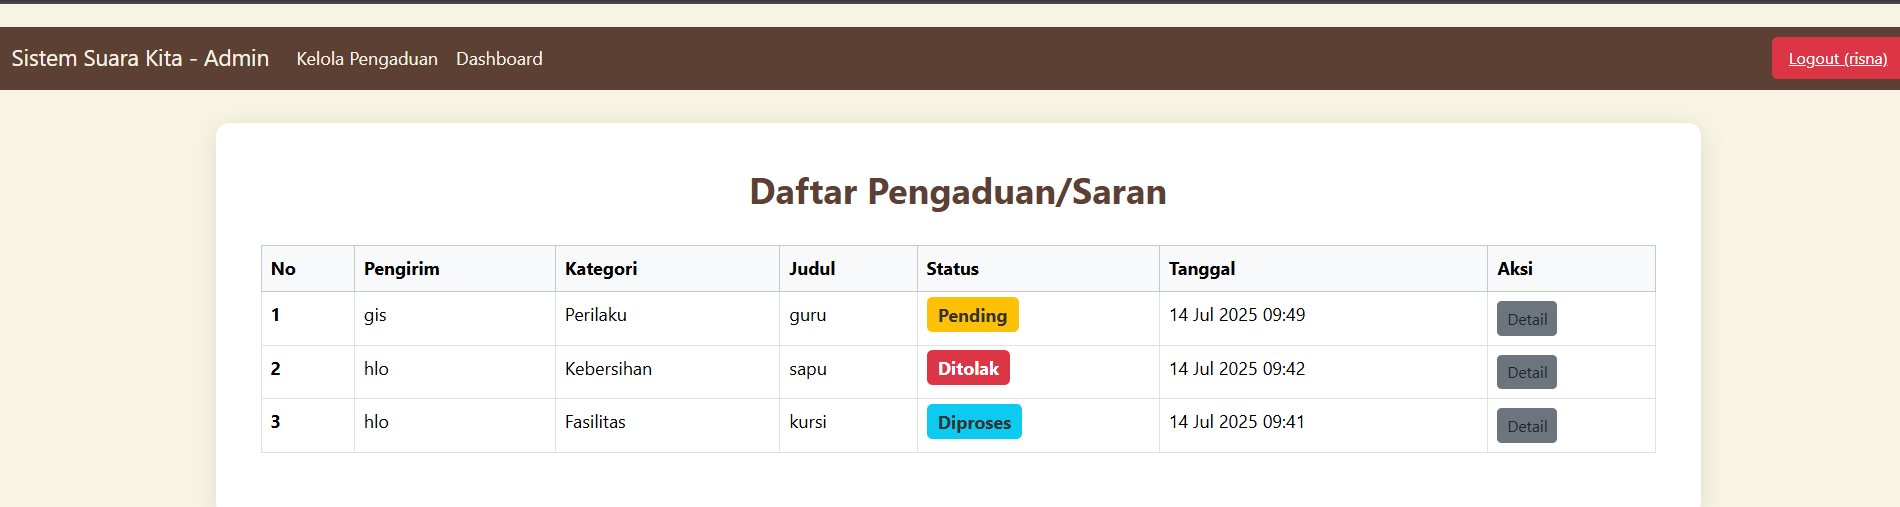 Sistem Suara Kita - Admin Kelola Pengaduan Dashboard Logout (risna)
Daftar Pengaduan/Saran
No Pengirim Kategori Judul Status Tanggal Aksi
1 gis Perilaku guru Pending 14 Jul 2025 09:49 Detail
2 hlo Kebersihan sapu Ditolak 14 Jul 2025 09:42 Detail
3 hlo Fasilitas kursi Diproses 14 Jul 2025 09:41 Detail